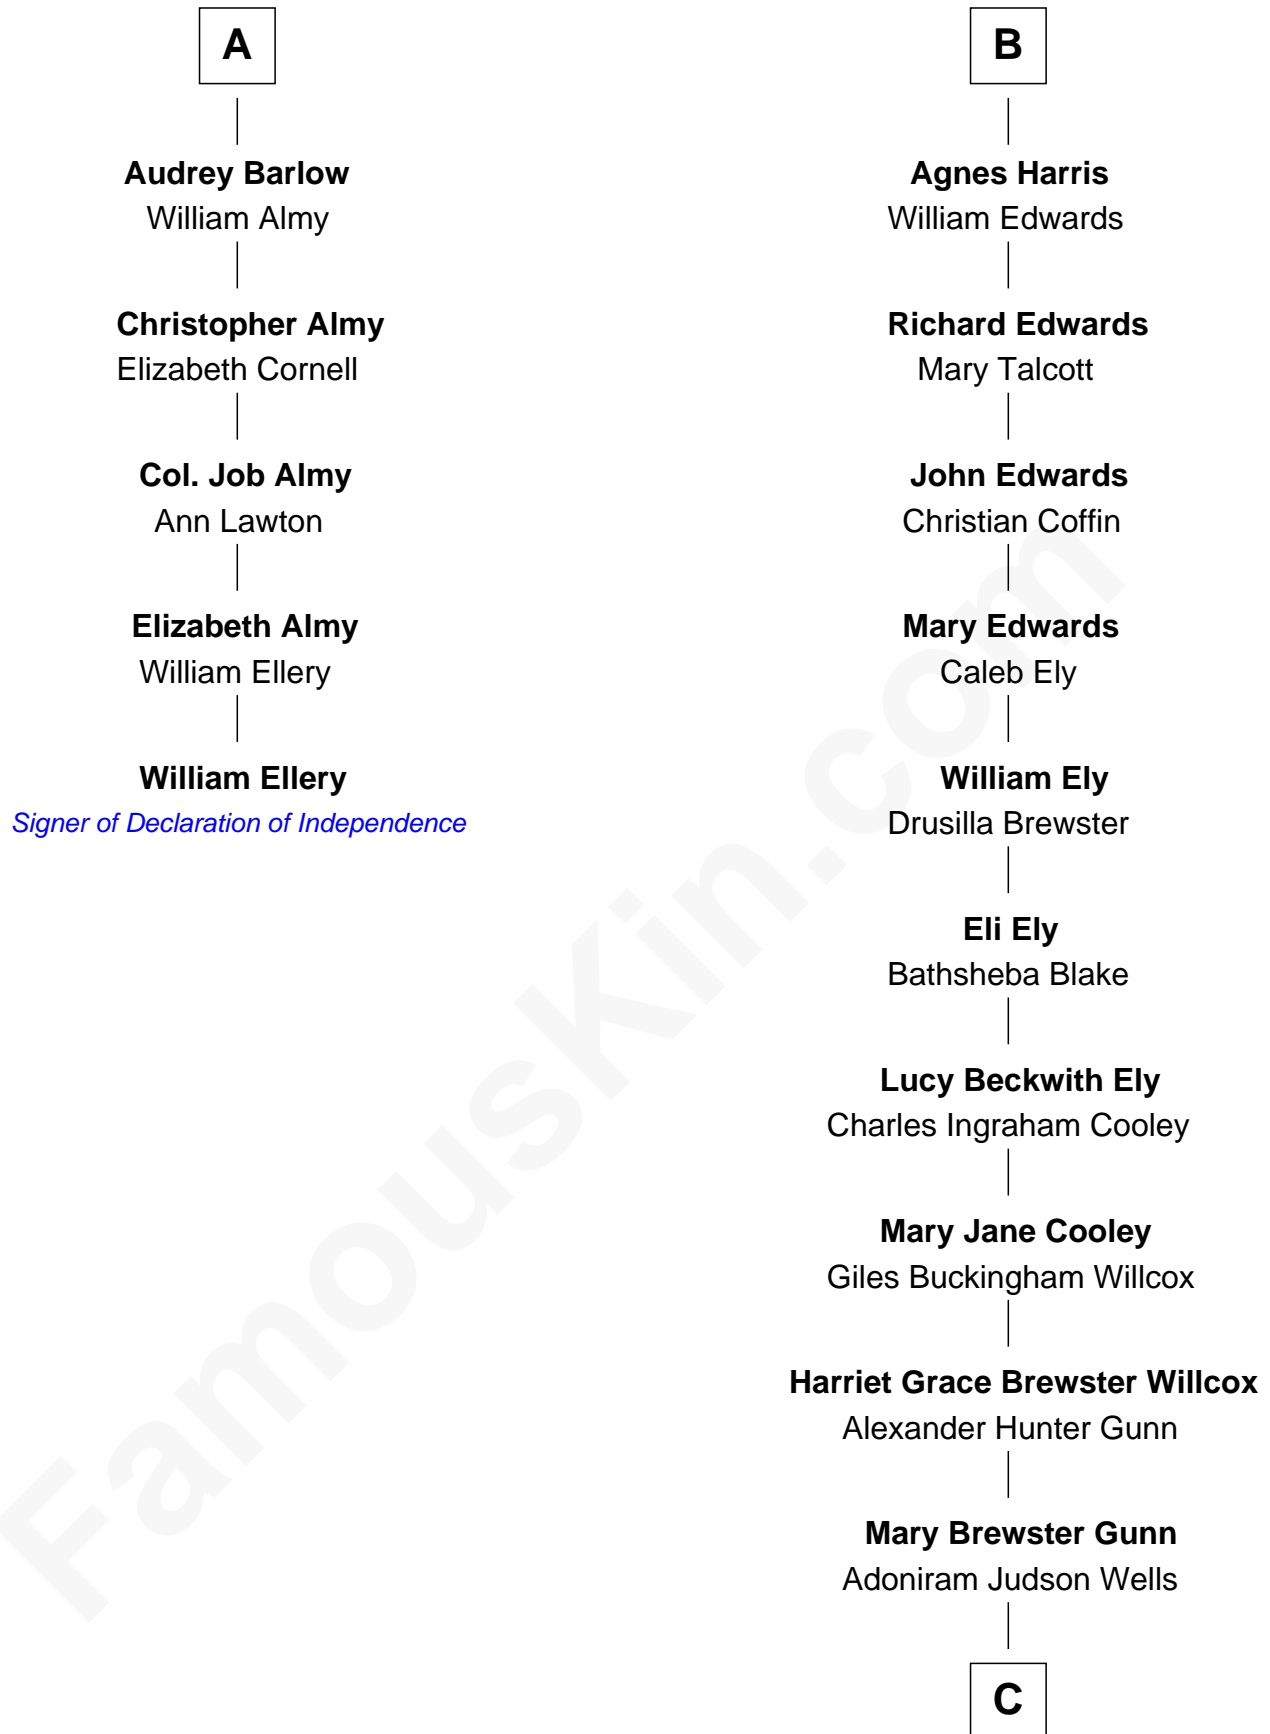 A
Audrey Barlow
William Almy
Christopher Almy
Elizabeth Cornell
Col. Job Almy
Ann Lawton
Elizabeth Almy
William Ellery
William Ellery
Signer of Declaration of Independence
B
Agnes Harris
William Edwards
Richard Edwards
Mary Talcott
John Edwards
Christian Coffin
Mary Edwards
Caleb Ely
William Ely
Drusilla Brewster
Eli Ely
Bathsheba Blake
Lucy Beckwith Ely
Charles Ingraham Cooley
Mary Jane Cooley
Giles Buckingham Willcox
Harriet Grace Brewster Willcox
Alexander Hunter Gunn
Mary Brewster Gunn
Adoniram Judson Wells
C
FamousKin.com